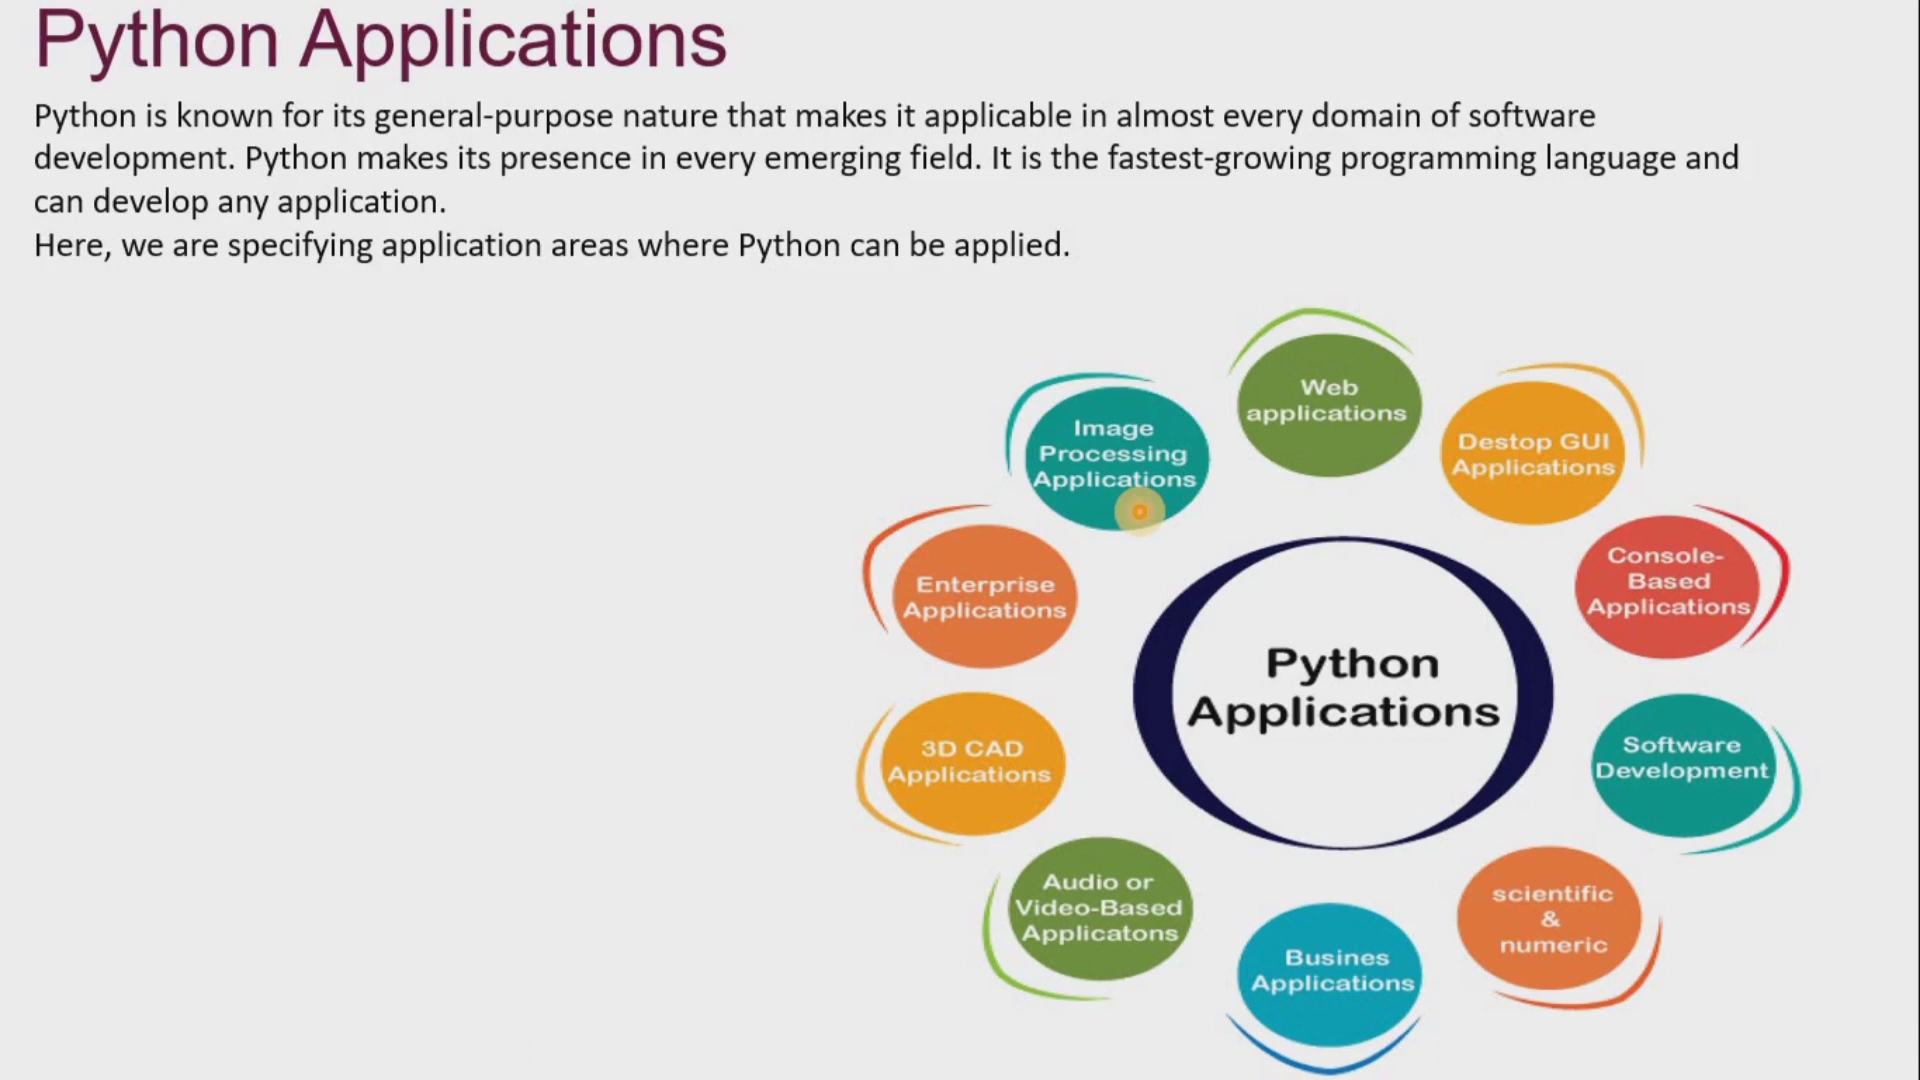 Python Applications
Python is known for its general-purpose nature that makes it applicable in almost every domain of software
development. Python makes its presence in every emerging field. It is the fastest-growing programming language and
can develop any application.
Here, we are specifying application areas where Python can be applied.
Web
applications
Destop GUI
Applications
Console-
Based
Applications
Software
Development
scientific
&
numeric
Busines
Applications
Audio or
Video-Based
Applicatons
3D CAD
Applications
Enterprise
Applications
Image
Processing
Applications
Python
Applications